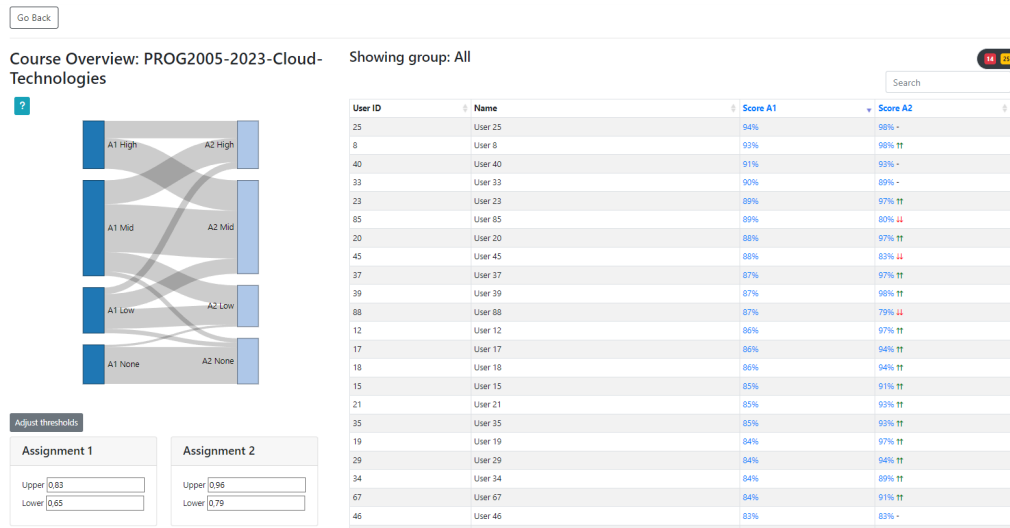 Go Back
Course Overview: PROG2005-2023-Cloud-
Technologies
?
A1 High
A2 High
A1 Mid
A2 Mid
A1 Low
A2 Low
A1 None
A2 None
Adjust thresholds
Assignment 1
Upper 0,83
Lower 0,65
Assignment 2
Upper 0,96
Lower 0,79
Showing group: All
14 25
Search
User ID Name Score A1 Score A2
25 User 25 94% 98% -
8 User 8 93% 98% ⇈
40 User 40 91% 93% -
33 User 33 90% 89% -
23 User 23 89% 97% ⇈
85 User 85 89% 80% ⇊
20 User 20 88% 97% ⇈
45 User 45 88% 83% ⇊
37 User 37 87% 97% ⇈
39 User 39 87% 98% ⇈
88 User 88 87% 79% ⇊
12 User 12 86% 97% ⇈
17 User 17 86% 94% ⇈
18 User 18 86% 94% ⇈
15 User 15 85% 91% ⇈
21 User 21 85% 93% ⇈
35 User 35 85% 93% ⇈
19 User 19 84% 97% ⇈
29 User 29 84% 94% ⇈
34 User 34 84% 89% ⇈
67 User 67 84% 91% ⇈
46 User 46 83% 83% -